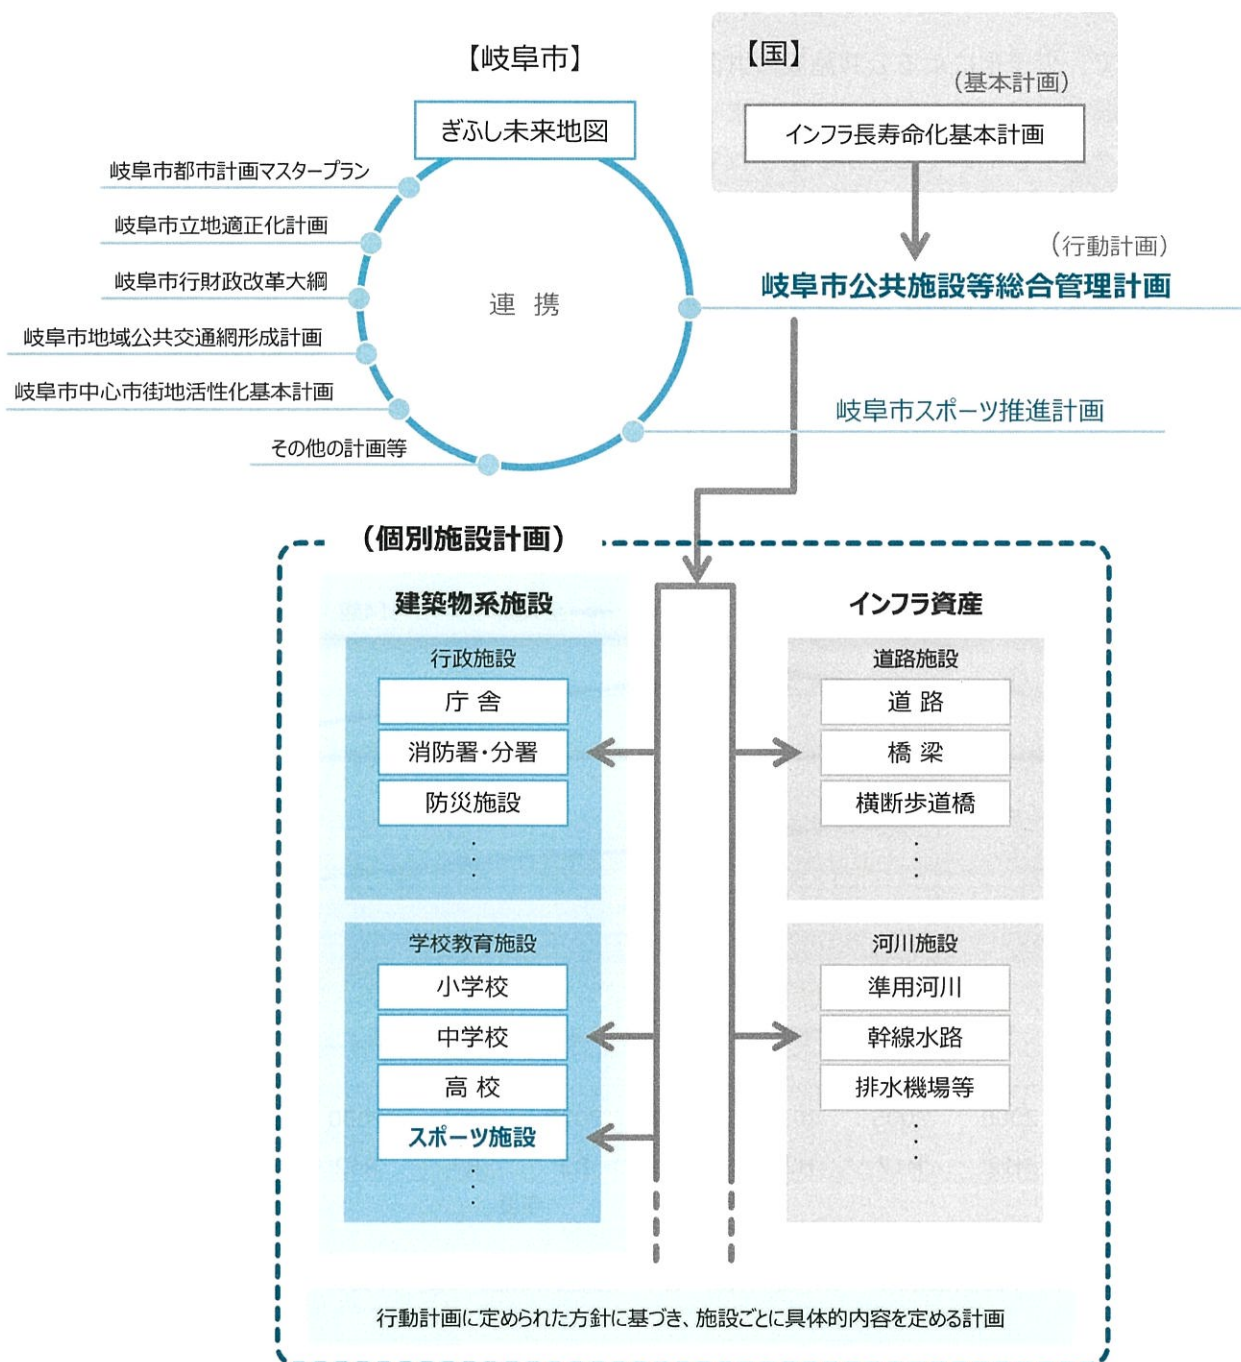 【岐阜市】
ぎふし未来地図
【国】
(基本計画)
インフラ長寿命化基本計画
岐阜市都市計画マスタープラン
岐阜市立地適正化計画
岐阜市行財政改革大綱
岐阜市地域公共交通網形成計画
岐阜市中心市街地活性化基本計画
その他の計画等
連 携
(行動計画)
岐阜市公共施設等総合管理計画
岐阜市スポーツ推進計画
(個別施設計画)
建築物系施設
行政施設
庁 舎
消防署・分署
防災施設
学校教育施設
小学校
中学校
高 校
スポーツ施設
インフラ資産
道路施設
道 路
橋 梁
横断歩道橋
河川施設
準用河川
幹線水路
排水機場等
行動計画に定められた方針に基づき、施設ごとに具体的内容を定める計画